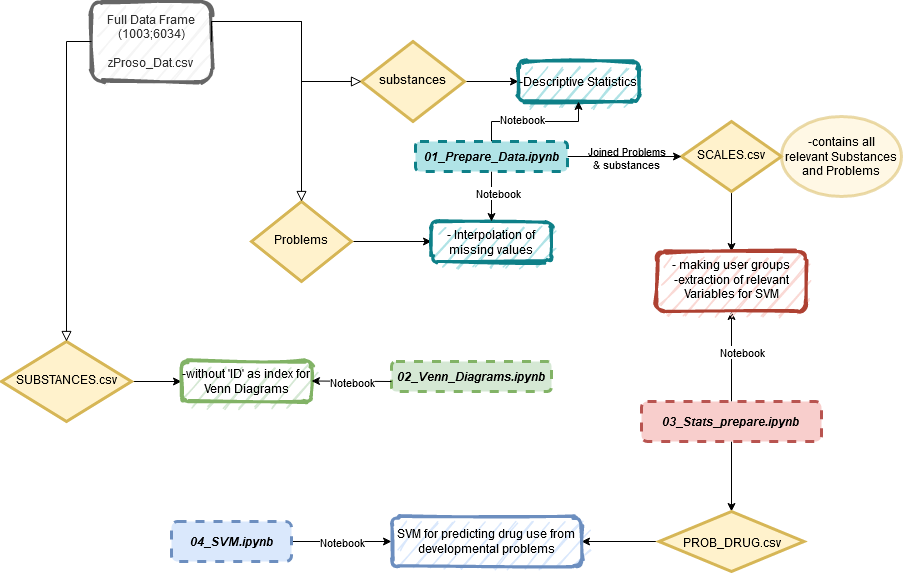 Full Data Frame
(1003;6034)
zProso_Dat.csv
substances
-Descriptive Statistics
Notebook
01_Prepare_Data.ipynb
Joined Problems
& substances
SCALES.csv
-contains all
relevant Substances
and Problems
Notebook
Problems
- Interpolation of
missing values
- making user groups
-extraction of relevant
Variables for SVM
Notebook
SUBSTANCES.csv
-without 'ID' as index for
Venn Diagrams
Notebook
02_Venn_Diagrams.ipynb
03_Stats_prepare.ipynb
04_SVM.ipynb
Notebook
SVM for predicting drug use from
developmental problems
PROB_DRUG.csv